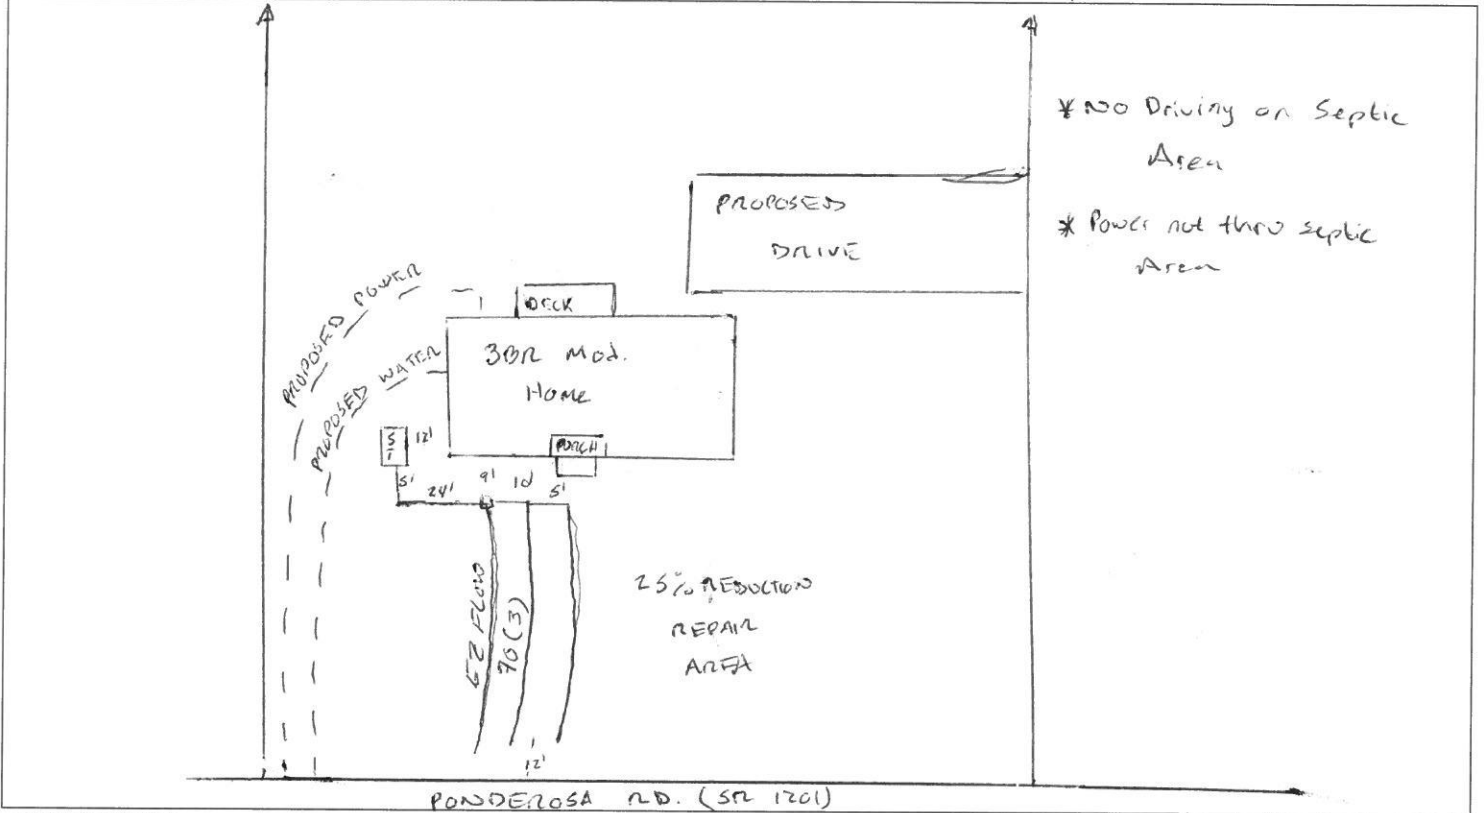 * No Driving on Septic
Area
* Power not thru septic
Area
PROPOSED
DRIVE
PROPOSED POWER
PROPOSED WATER
DECK
3BR Mod.
Home
PORCH
S
T
12'
5'
24'
9'
10
5'
EZ FLOW
70 (3)
25% REDUCTION
REPAIR
AREA
12'
PONDEROSA RD. (SR 1201)